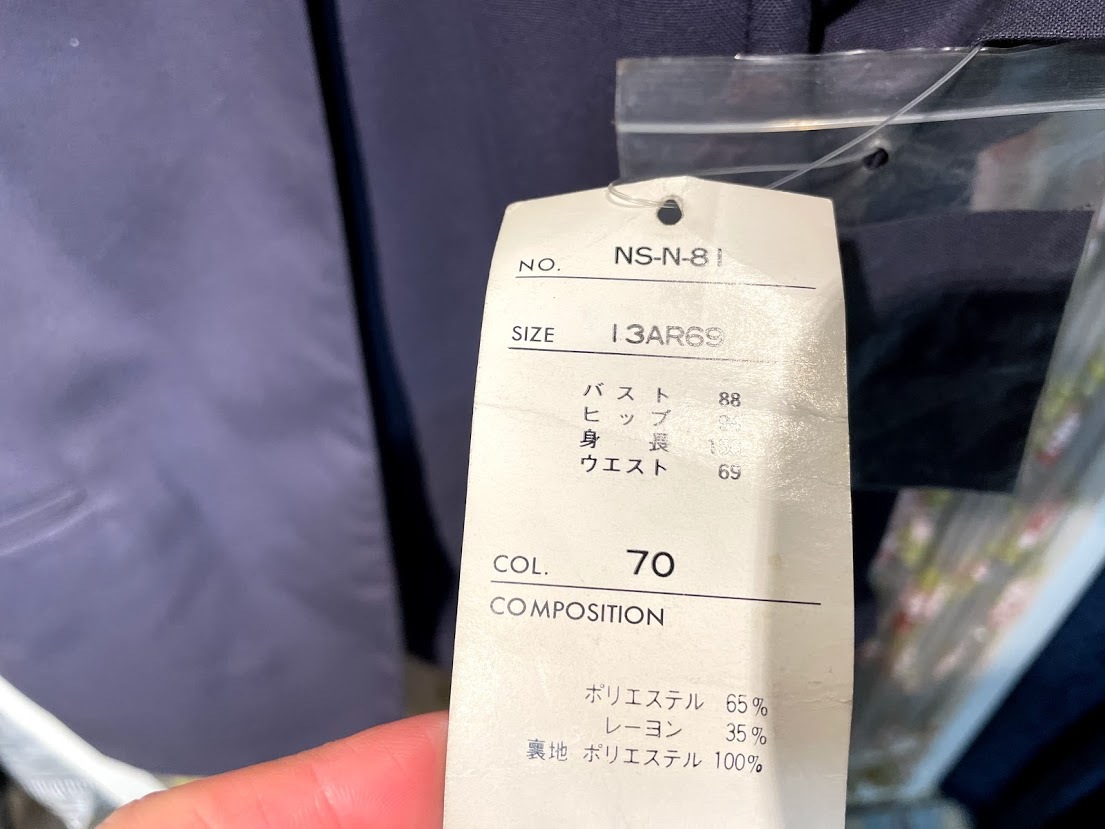 NO. NS-N-81
SIZE 13AR69
バスト 88
ヒップ
身長
ウエスト 69
COL. 70
COMPOSITION
ポリエステル 65%
レーヨン 35%
裏地 ポリエステル 100%